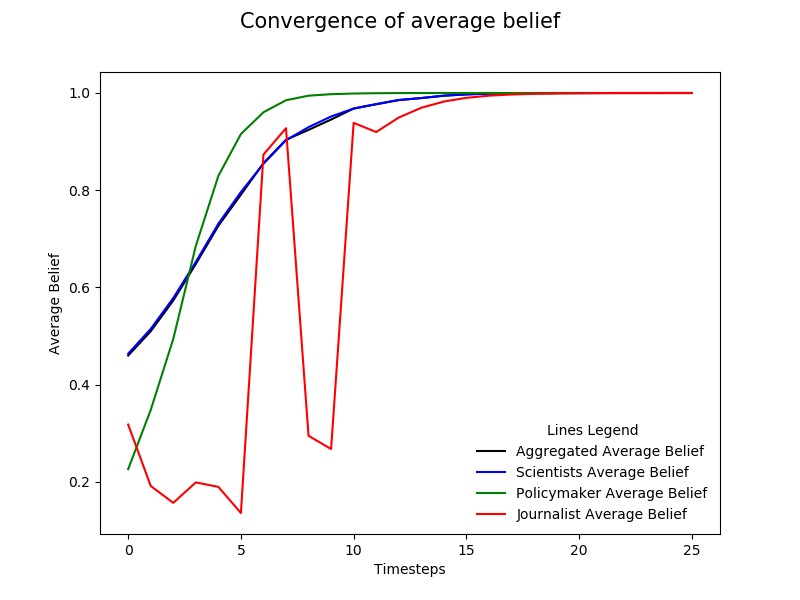 Convergence of average belief
1.0
0.8
0.6
0.4
0.2
Average Belief
Lines Legend
Aggregated Average Belief
Scientists Average Belief
Policymaker Average Belief
Journalist Average Belief
0 5 10 15 20 25
Timesteps